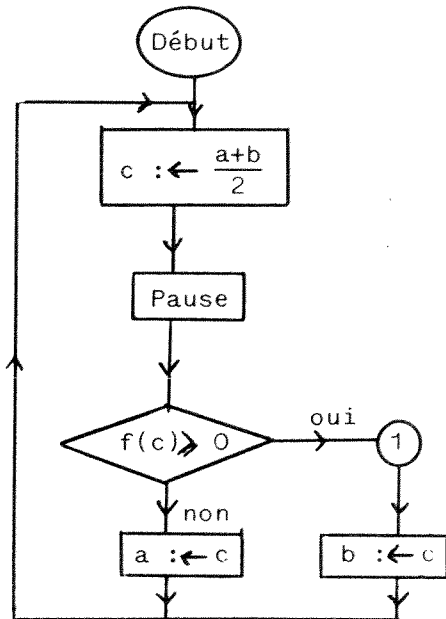 Début
c :← a+b
2
Pause
f(c)⩾ 0
oui
1
non
a :← c
b :← c